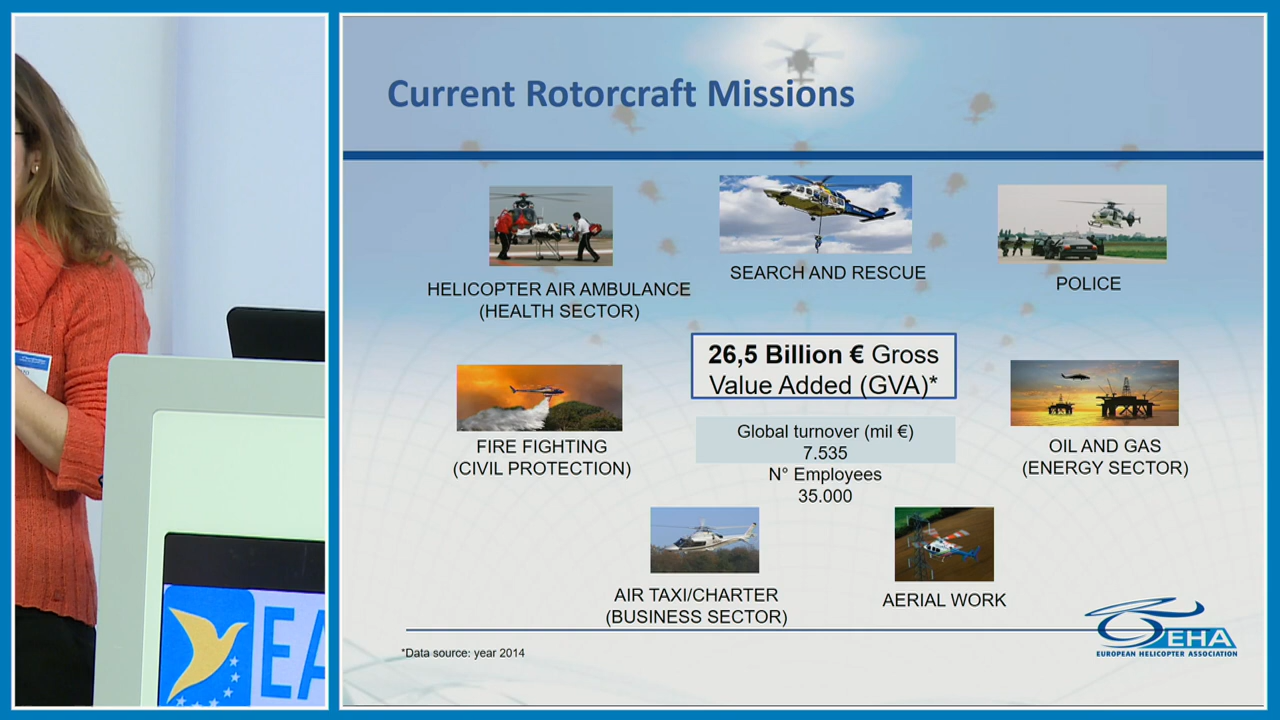 Current Rotorcraft Missions
HELICOPTER AIR AMBULANCE
(HEALTH SECTOR)
SEARCH AND RESCUE
POLICE
26,5 Billion € Gross
Value Added (GVA)*
FIRE FIGHTING
(CIVIL PROTECTION)
Global turnover (mil €)
7.535
N° Employees
35.000
OIL AND GAS
(ENERGY SECTOR)
AIR TAXI/CHARTER
(BUSINESS SECTOR)
AERIAL WORK
*Data source: year 2014
EHA
EUROPEAN HELICOPTER ASSOCIATION
EA